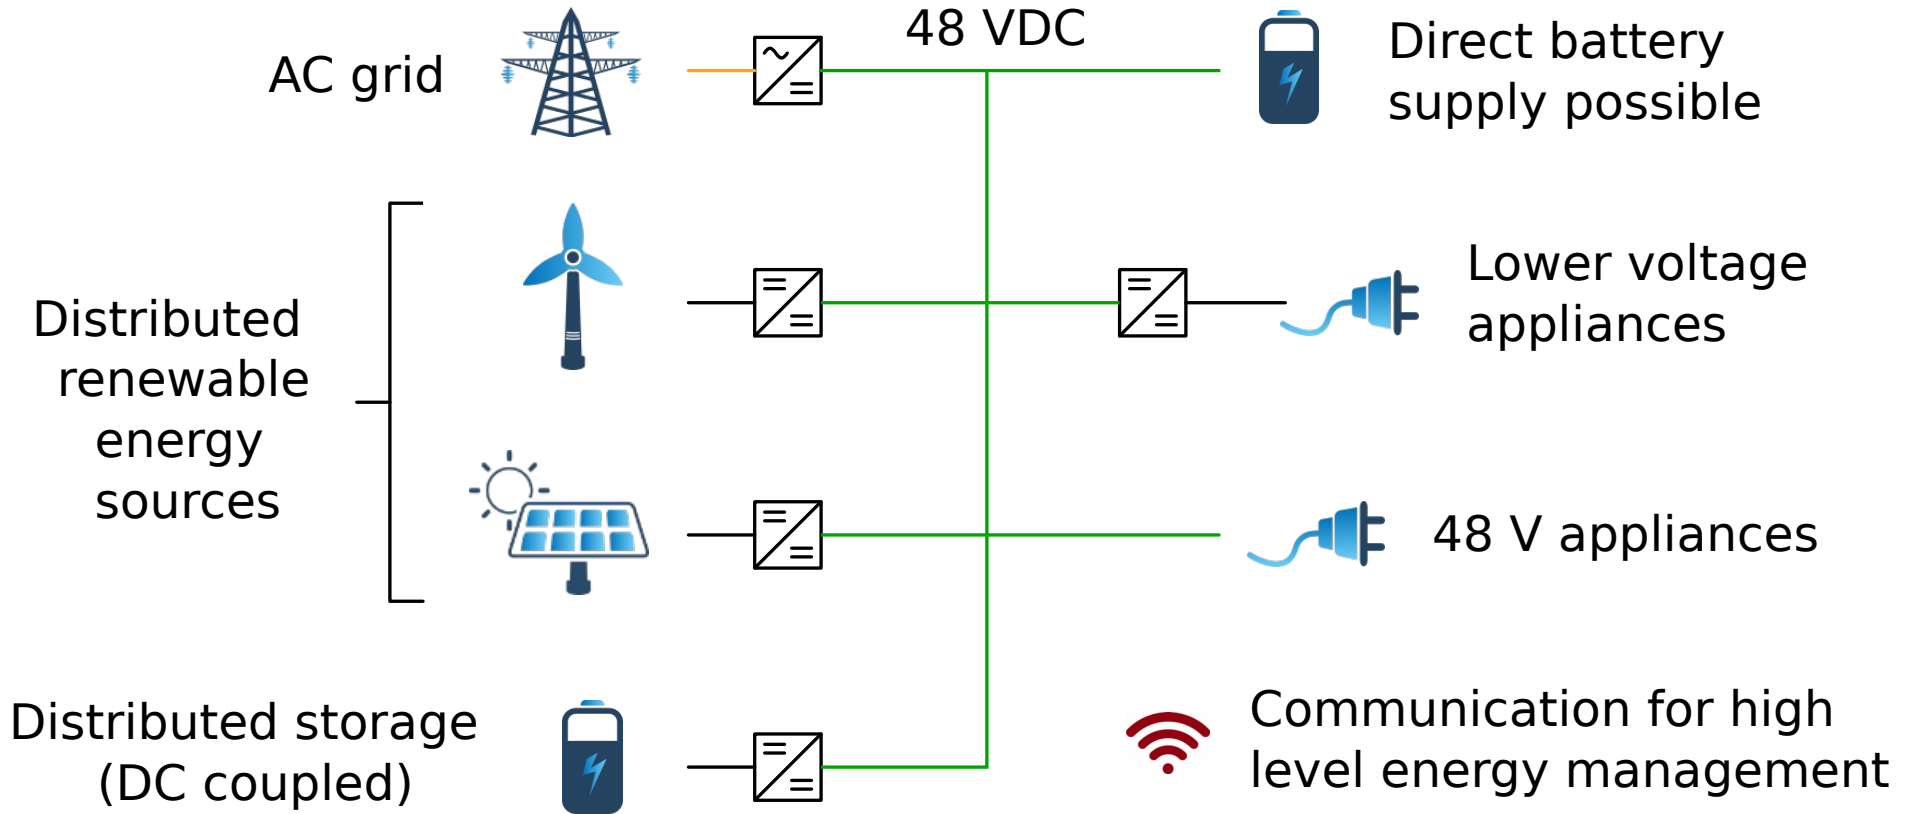 48 VDC
AC grid
Direct battery
supply possible
Distributed
renewable
energy
sources
Lower voltage
appliances
48 V appliances
Distributed storage
(DC coupled)
Communication for high
level energy management